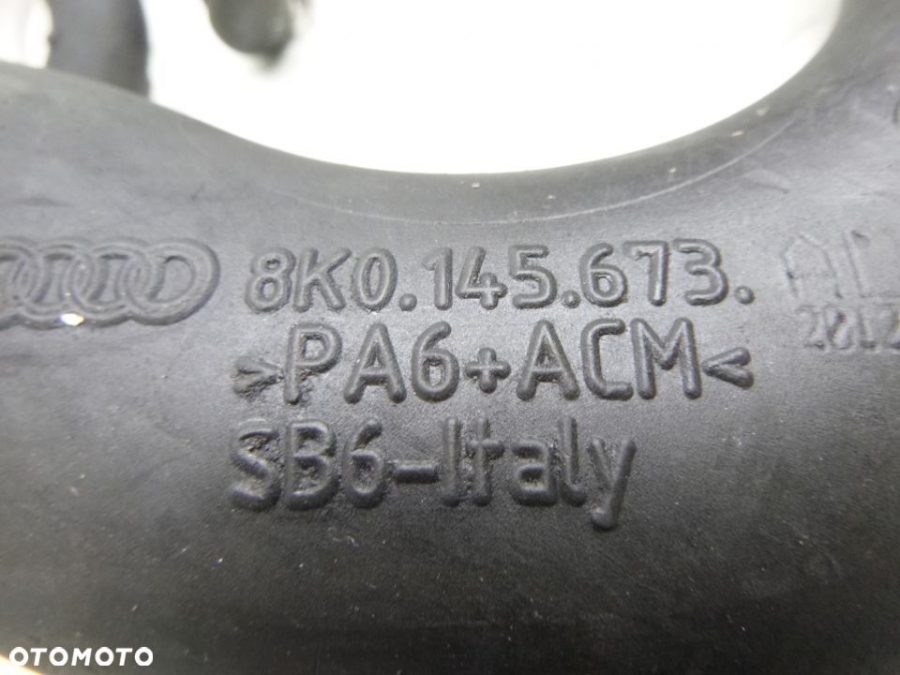 8K0.145.673.
>PA6+ACM<
SB6-Italy
OTOMOTO